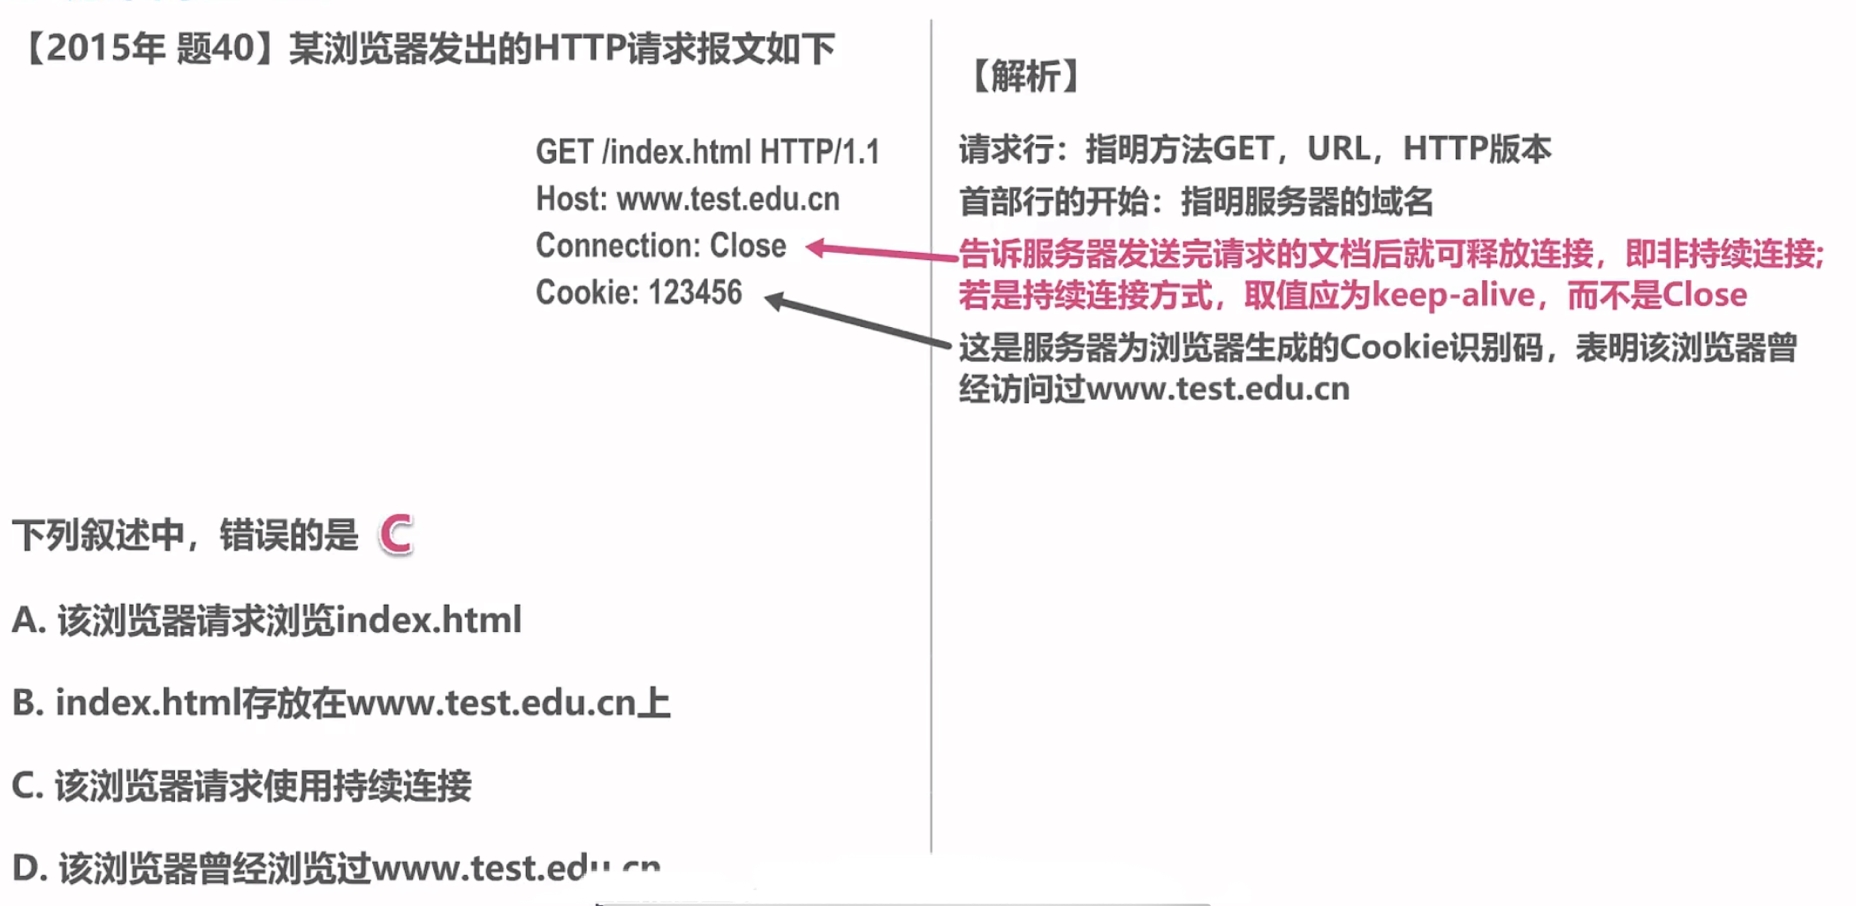 【2015年 题40】某浏览器发出的HTTP请求报文如下
GET /index.html HTTP/1.1
Host: www.test.edu.cn
Connection: Close
Cookie: 123456
下列叙述中，错误的是 C
A. 该浏览器请求浏览index.html
B. index.html存放在www.test.edu.cn上
C. 该浏览器请求使用持续连接
D. 该浏览器曾经浏览过www.test.edu.cn
【解析】
请求行：指明方法GET，URL，HTTP版本
首部行的开始：指明服务器的域名
告诉服务器发送完请求的文档后就可释放连接，即非持续连接;
若是持续连接方式，取值应为keep-alive，而不是Close
这是服务器为浏览器生成的Cookie识别码，表明该浏览器曾
经访问过www.test.edu.cn